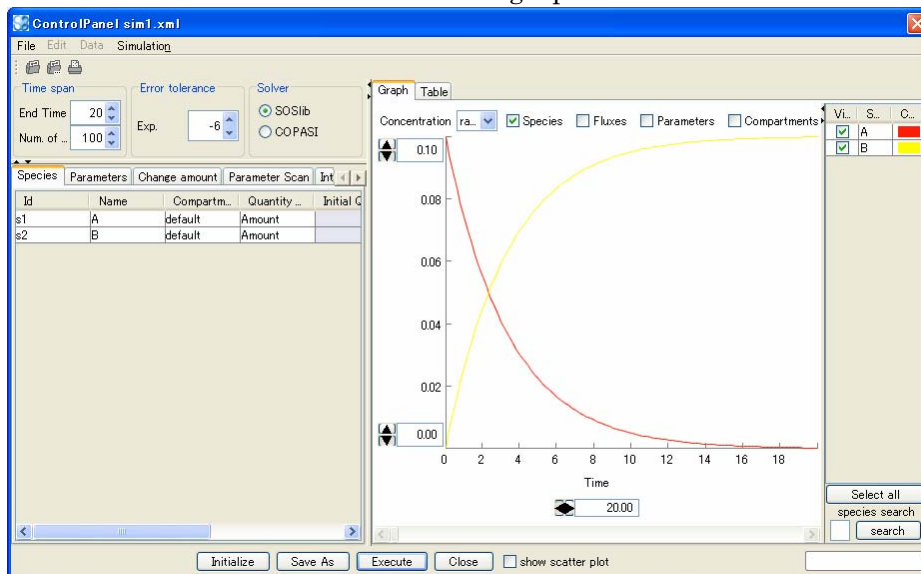 ControlPanel sim1.xml
File Edit Data Simulation
Time span
End Time 20
Num. of ... 100
Error tolerance
Exp. -6
Solver
SOSlib
COPASI
Species Parameters Change amount Parameter Scan Int
Id Name Compartm... Quantity ... Initial Q
s1 A default Amount
s2 B default Amount
Graph Table
Concentration ra... Species Fluxes Parameters Compartments
0.10
0.08
0.06
0.04
0.02
0.00
0 2 4 6 8 10 12 14 16 18
Time
20.00
Vi... S... C...
A
B
Select all
species search
search
Initialize Save As Execute Close show scatter plot